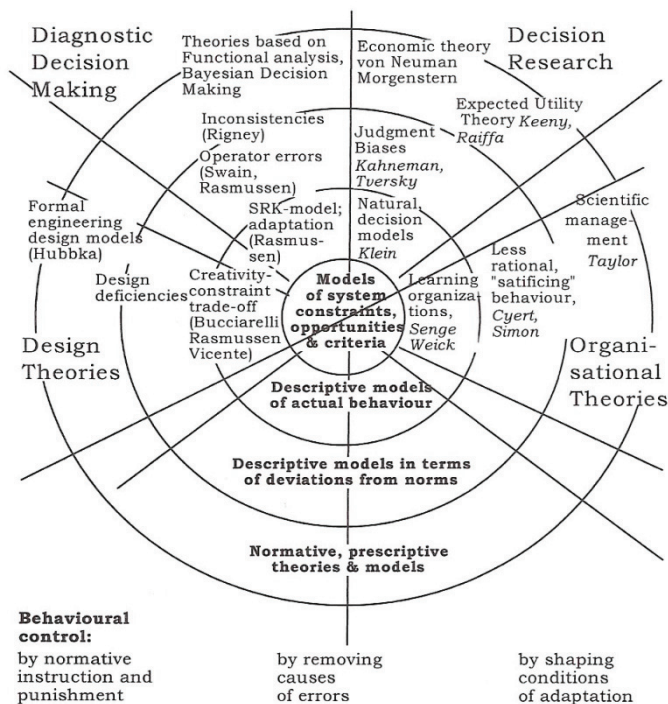 Diagnostic
Decision
Making
Theories based on
Functional analysis,
Bayesian Decision
Making
Economic theory
von Neuman
Morgenstern
Decision
Research
Inconsistencies
(Rigney)
Operator errors
(Swain,
Rasmussen)
SRK-model;
adaptation
(Rasmus-
sen)
Judgment
Biases
Kahneman,
Tversky
Natural,
decision
models
Klein
Expected Utility
Theory Keeny,
Raiffa
Formal
engineering
design models
(Hubbka)
Design
deficiencies
Creativity-
constraint
trade-off
(Bucciarelli
Rasmussen
Vicente)
Design
Theories
Models
of system
constraints,
opportunities
& criteria
Learning
organiza-
tions,
Senge
Weick
Less
rational,
"satificing"
behaviour,
Cyert,
Simon
Scientific
manage-
ment
Taylor
Organi-
sational
Theories
Descriptive models
of actual behaviour
Descriptive models in terms
of deviations from norms
Normative, prescriptive
theories & models
Behavioural
control:
by normative
instruction and
punishment
by removing
causes
of errors
by shaping
conditions
of adaptation